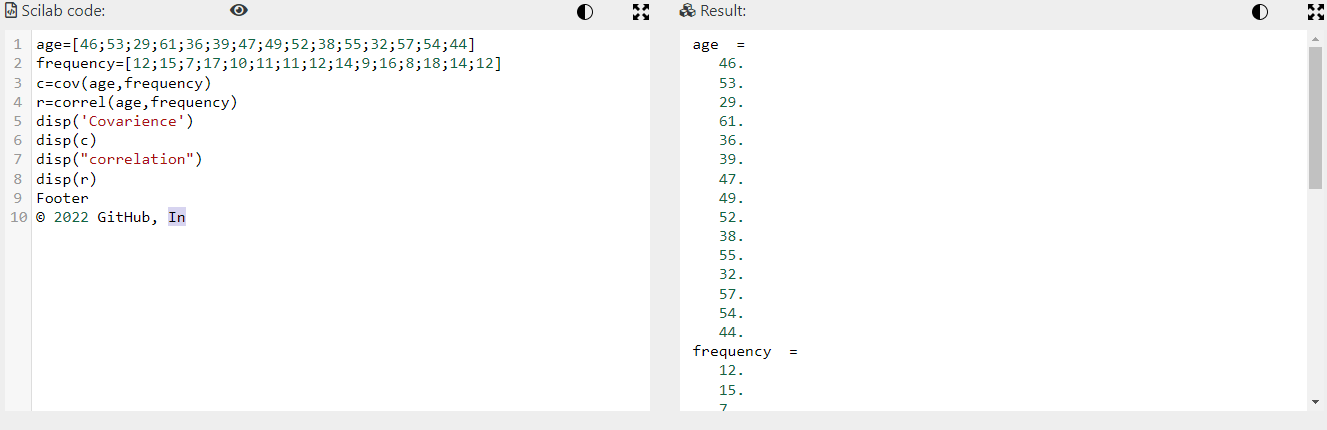 Scilab code:
1 age=[46;53;29;61;36;39;47;49;52;38;55;32;57;54;44]
2 frequency=[12;15;7;17;10;11;11;12;14;9;16;8;18;14;12]
3 c=cov(age,frequency)
4 r=correl(age,frequency)
5 disp('Covarience')
6 disp(c)
7 disp("correlation")
8 disp(r)
9 Footer
10 © 2022 GitHub, In
Result:
age  =
46.
53.
29.
61.
36.
39.
47.
49.
52.
38.
55.
32.
57.
54.
44.
frequency  =
12.
15.
7